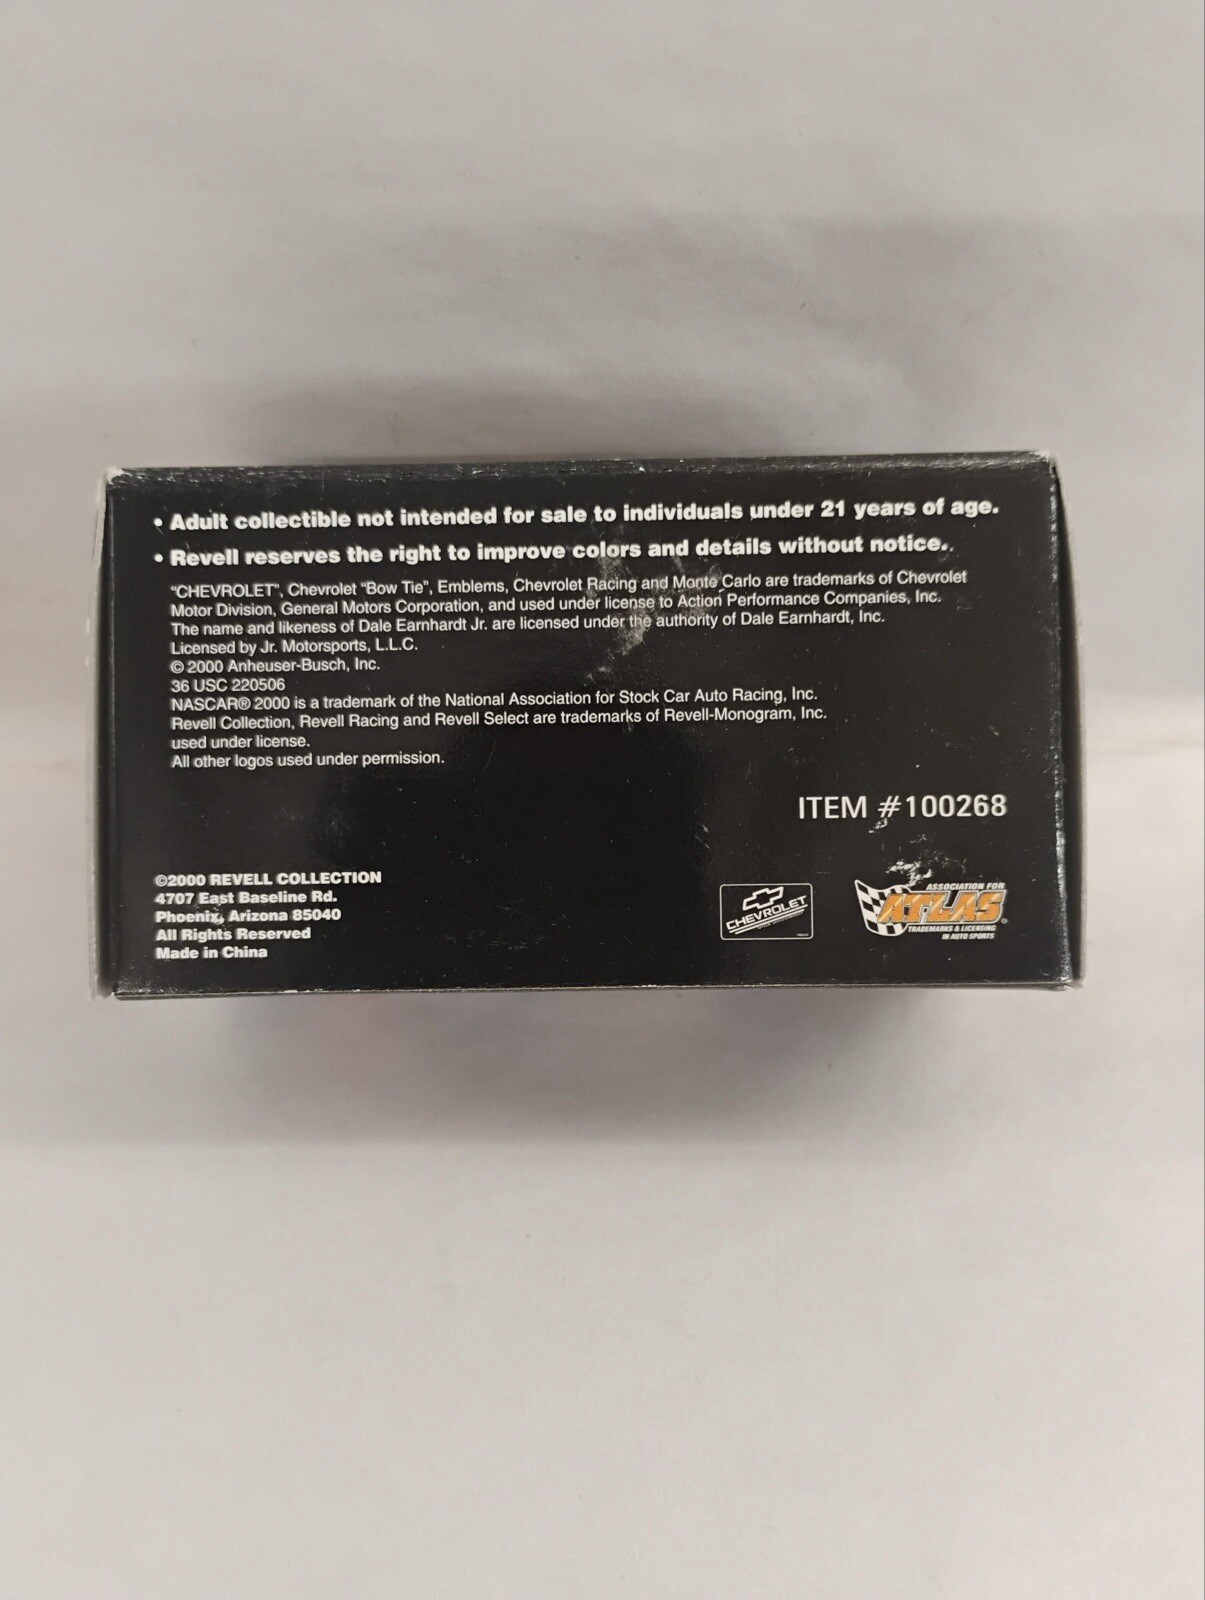 • Adult collectible not intended for sale to individuals under 21 years of age.
• Revell reserves the right to improve colors and details without notice.
"CHEVROLET", Chevrolet "Bow Tie", Emblems, Chevrolet Racing and Monte Carlo are trademarks of Chevrolet
Motor Division, General Motors Corporation, and used under license to Action Performance Companies, Inc.
The name and likeness of Dale Earnhardt Jr. are licensed under the authority of Dale Earnhardt, Inc.
Licensed by Jr. Motorsports, L.L.C.
© 2000 Anheuser-Busch, Inc.
36 USC 220506
NASCAR® 2000 is a trademark of the National Association for Stock Car Auto Racing, Inc.
Revell Collection, Revell Racing and Revell Select are trademarks of Revell-Monogram, Inc.
used under license.
All other logos used under permission.
ITEM #100268
©2000 REVELL COLLECTION
4707 East Baseline Rd.
Phoenix, Arizona 85040
All Rights Reserved
Made in China
CHEVROLET
ASSOCIATION FOR
ATLAS®
TRADEMARKS & LICENSING
IN AUTO SPORTS